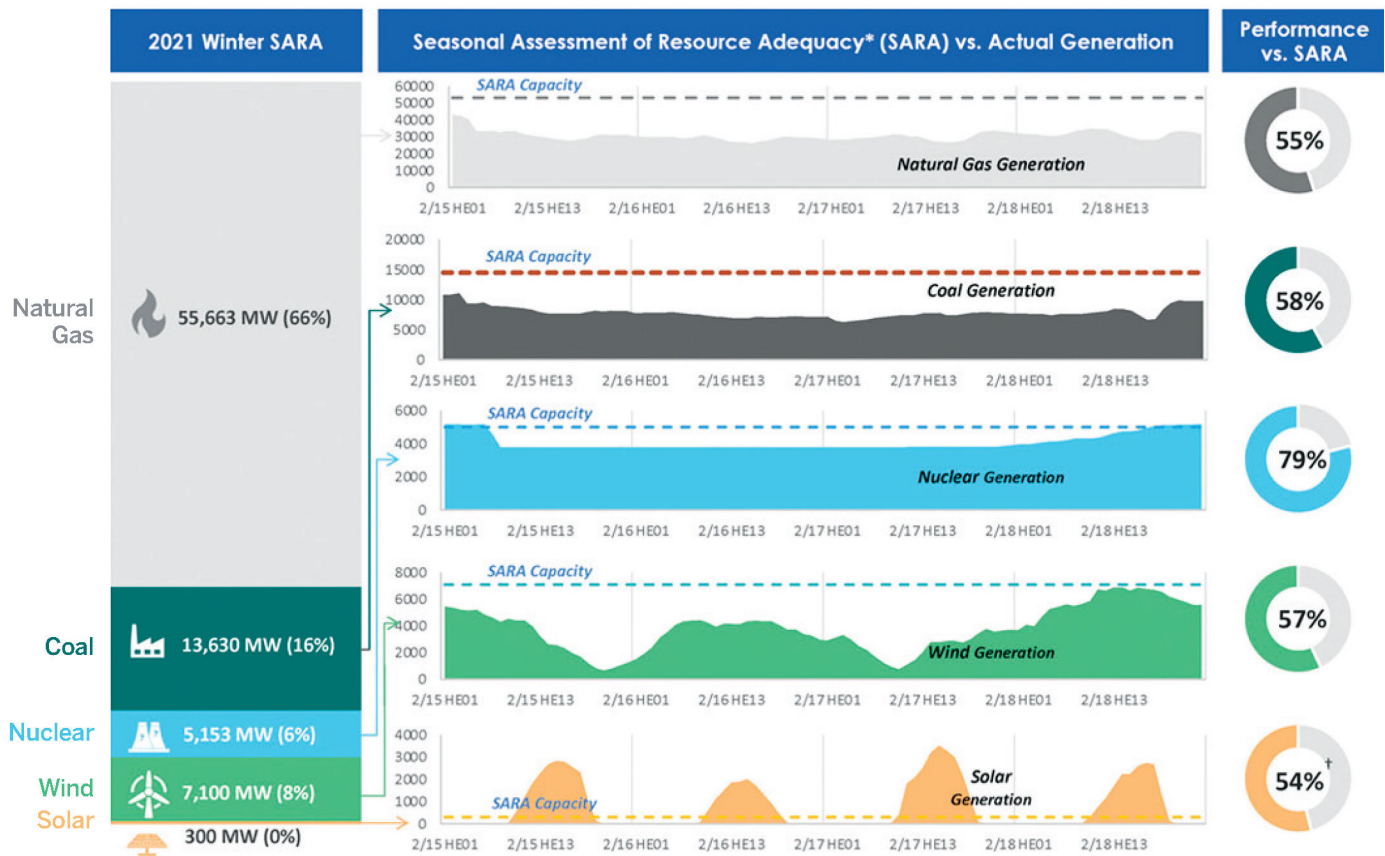 2021 Winter SARA
Seasonal Assessment of Resource Adequacy* (SARA) vs. Actual Generation
Performance
vs. SARA
Natural
Gas
55,663 MW (66%)
Coal
13,630 MW (16%)
Nuclear
5,153 MW (6%)
Wind
7,100 MW (8%)
Solar
300 MW (0%)
SARA Capacity
60000
50000
40000
30000
20000
10000
0
Natural Gas Generation
2/15 HE01 2/15 HE13 2/16 HE01 2/16 HE13 2/17 HE01 2/17 HE13 2/18 HE01 2/18 HE13
55%
SARA Capacity
20000
15000
10000
5000
0
Coal Generation
2/15 HE01 2/15 HE13 2/16 HE01 2/16 HE13 2/17 HE01 2/17 HE13 2/18 HE01 2/18 HE13
58%
SARA Capacity
6000
4000
2000
0
Nuclear Generation
2/15 HE01 2/15 HE13 2/16 HE01 2/16 HE13 2/17 HE01 2/17 HE13 2/18 HE01 2/18 HE13
79%
SARA Capacity
8000
6000
4000
2000
0
Wind Generation
2/15 HE01 2/15 HE13 2/16 HE01 2/16 HE13 2/17 HE01 2/17 HE13 2/18 HE01 2/18 HE13
57%
4000
3000
2000
1000
0
SARA Capacity
Solar
Generation
2/15 HE01 2/15 HE13 2/16 HE01 2/16 HE13 2/17 HE01 2/17 HE13 2/18 HE01 2/18 HE13
54%†